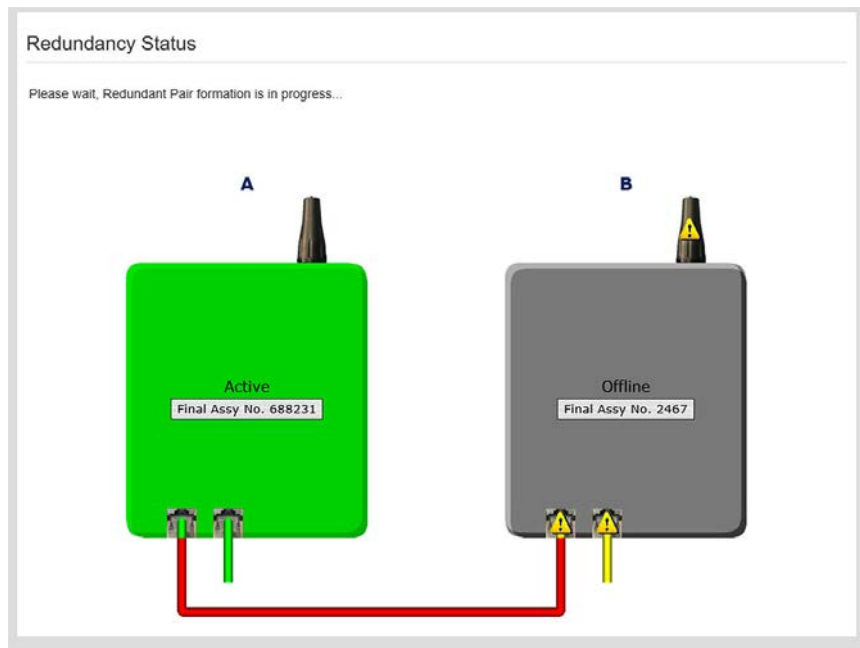 Redundancy Status
Please wait, Redundant Pair formation is in progress...
A
B
Active
Offline
Final Assy No. 688231
Final Assy No. 2467